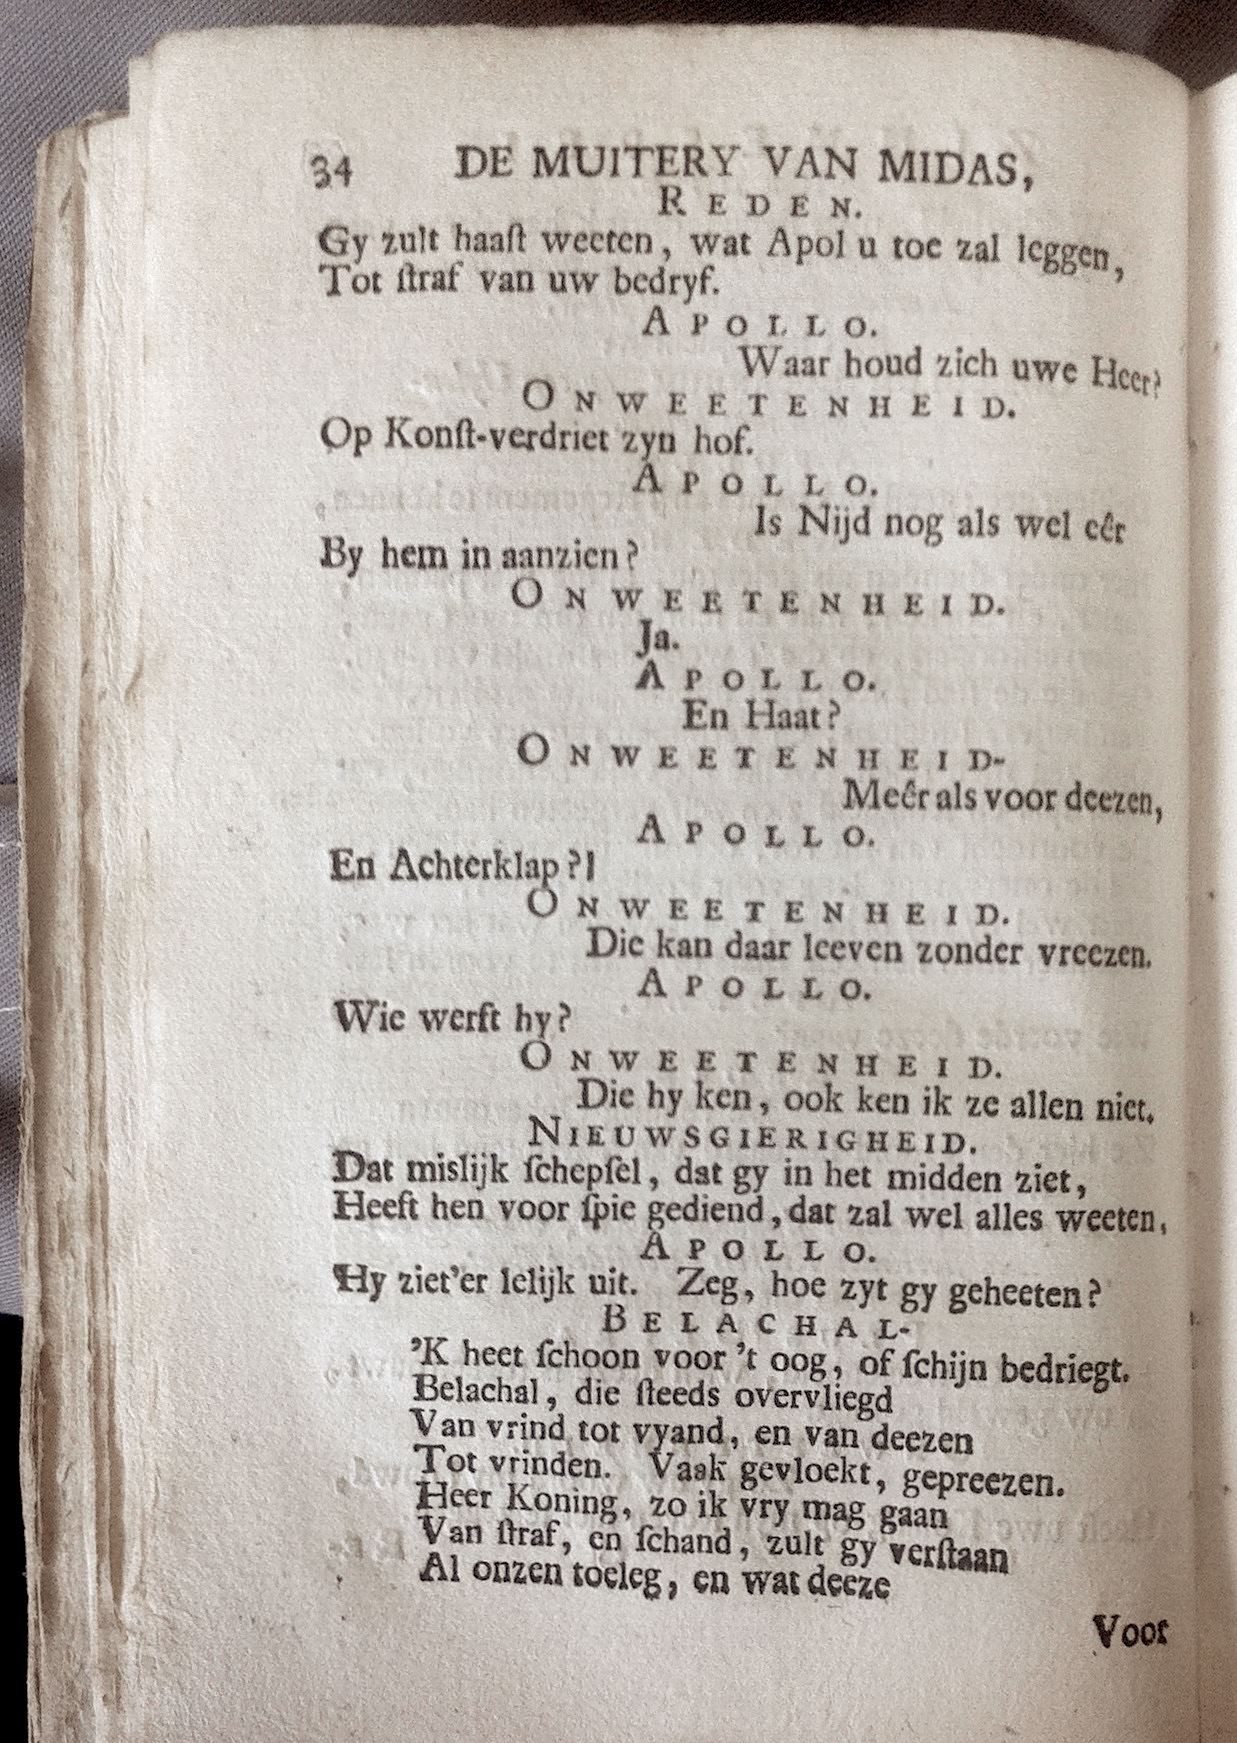 34 DE MUITERY VAN MIDAS,
REDEN.
Gy zult haaſt weeten, wat Apol u toe zal leggen,
Tot ſtraf van uw bedryf.
APOLLO.
Waar houd zich uwe Heer?
ONWEETENHEID.
Op Konſt-verdriet zyn hof.
APOLLO.
Is Nijd nog als wel eêr
By hem in aanzien?
ONWEETENHEID.
Ja.
APOLLO.
En Haat?
ONWEETENHEID-
Meêr als voor deezen,
APOLLO.
En Achterklap?I
ONWEETENHEID.
Die kan daar leeven zonder vreezen.
APOLLO.
Wie werft hy?
ONWEETENHEID.
Die hy ken, ook ken ik ze allen niet.
NIEUWSGIERIGHEID.
Dat mislijk ſchepſel, dat gy in het midden ziet,
Heeft hen voor ſpie gediend, dat zal wel alles weeten,
APOLLO.
Hy ziet'er lelijk uit. Zeg, hoe zyt gy geheeten?
BELACHAL-
'K heet ſchoon voor 't oog, of ſchijn bedriegt.
Belachal, die ſteeds overvliegd
Van vrind tot vyand, en van deezen
Tot vrinden. Vaak gevloekt, gepreezen.
Heer Koning, zo ik vry mag gaan
Van ſtraf, en ſchand, zult gy verſtaan
Al onzen toeleg, en wat deeze
Voor